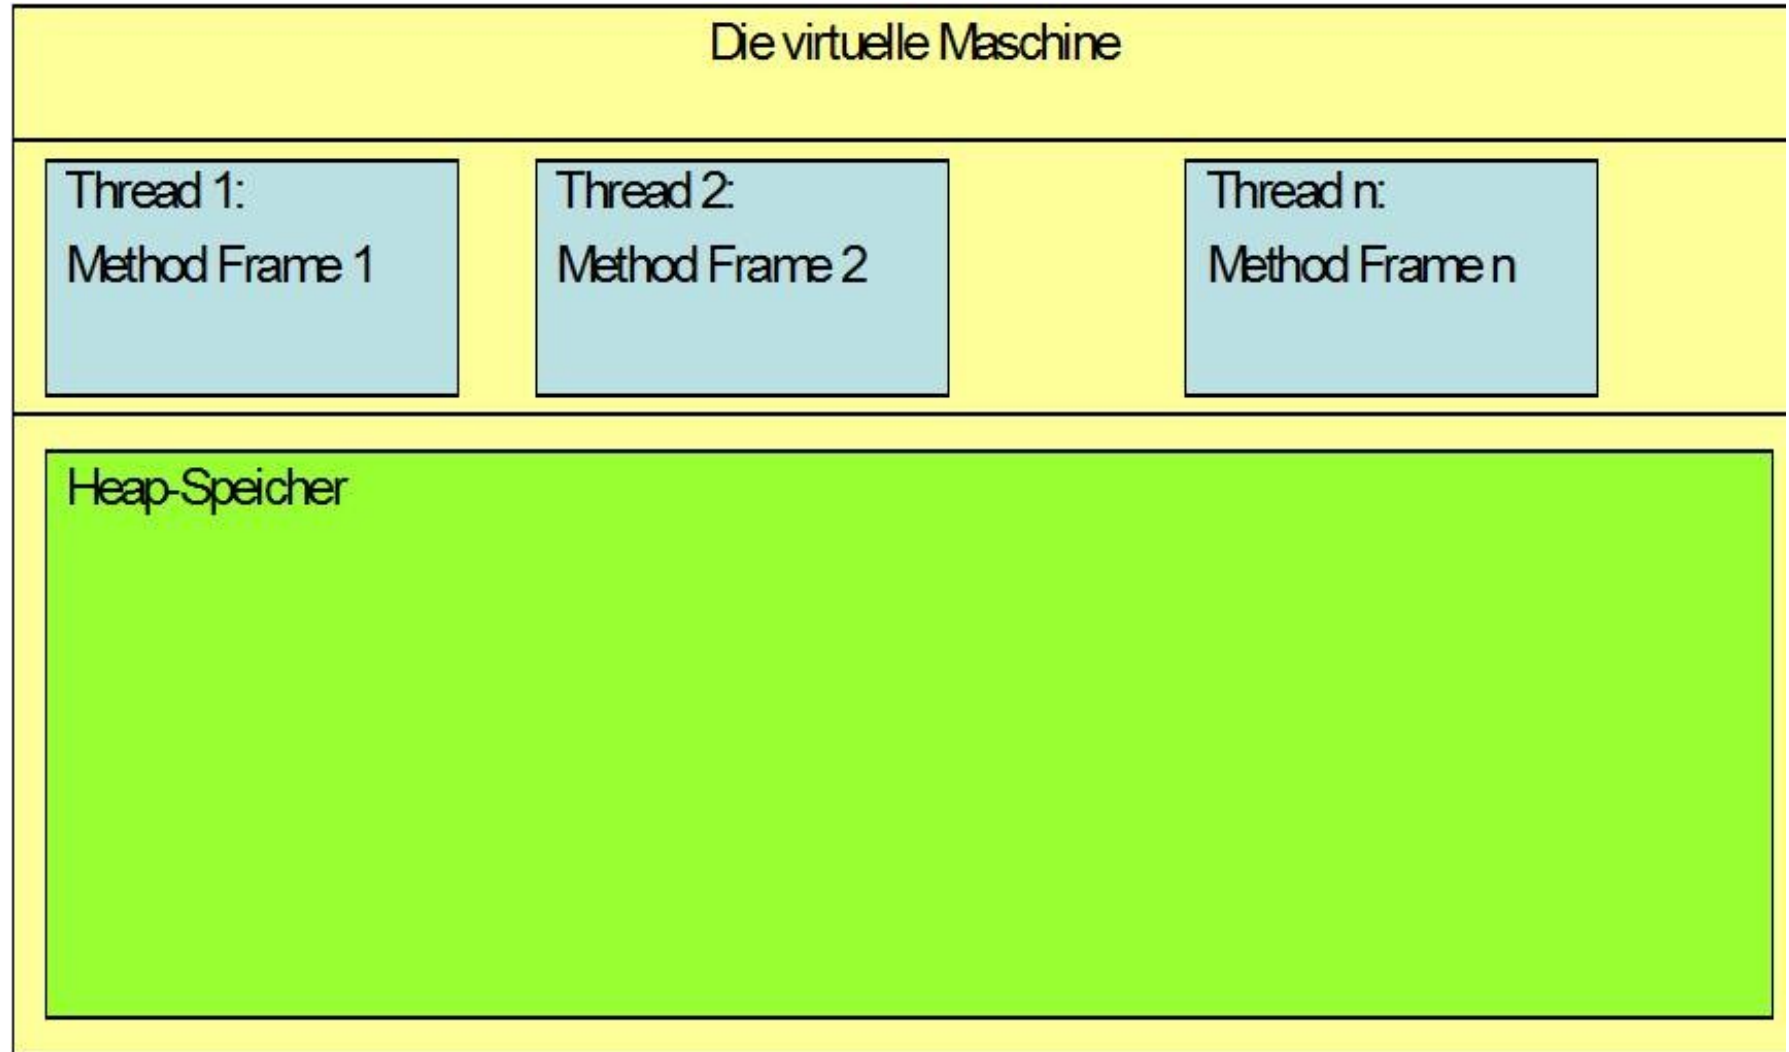 Die virtuelle Maschine
Thread 1:
Method Frame 1
Thread 2:
Method Frame 2
Thread n:
Method Frame n
Heap-Speicher